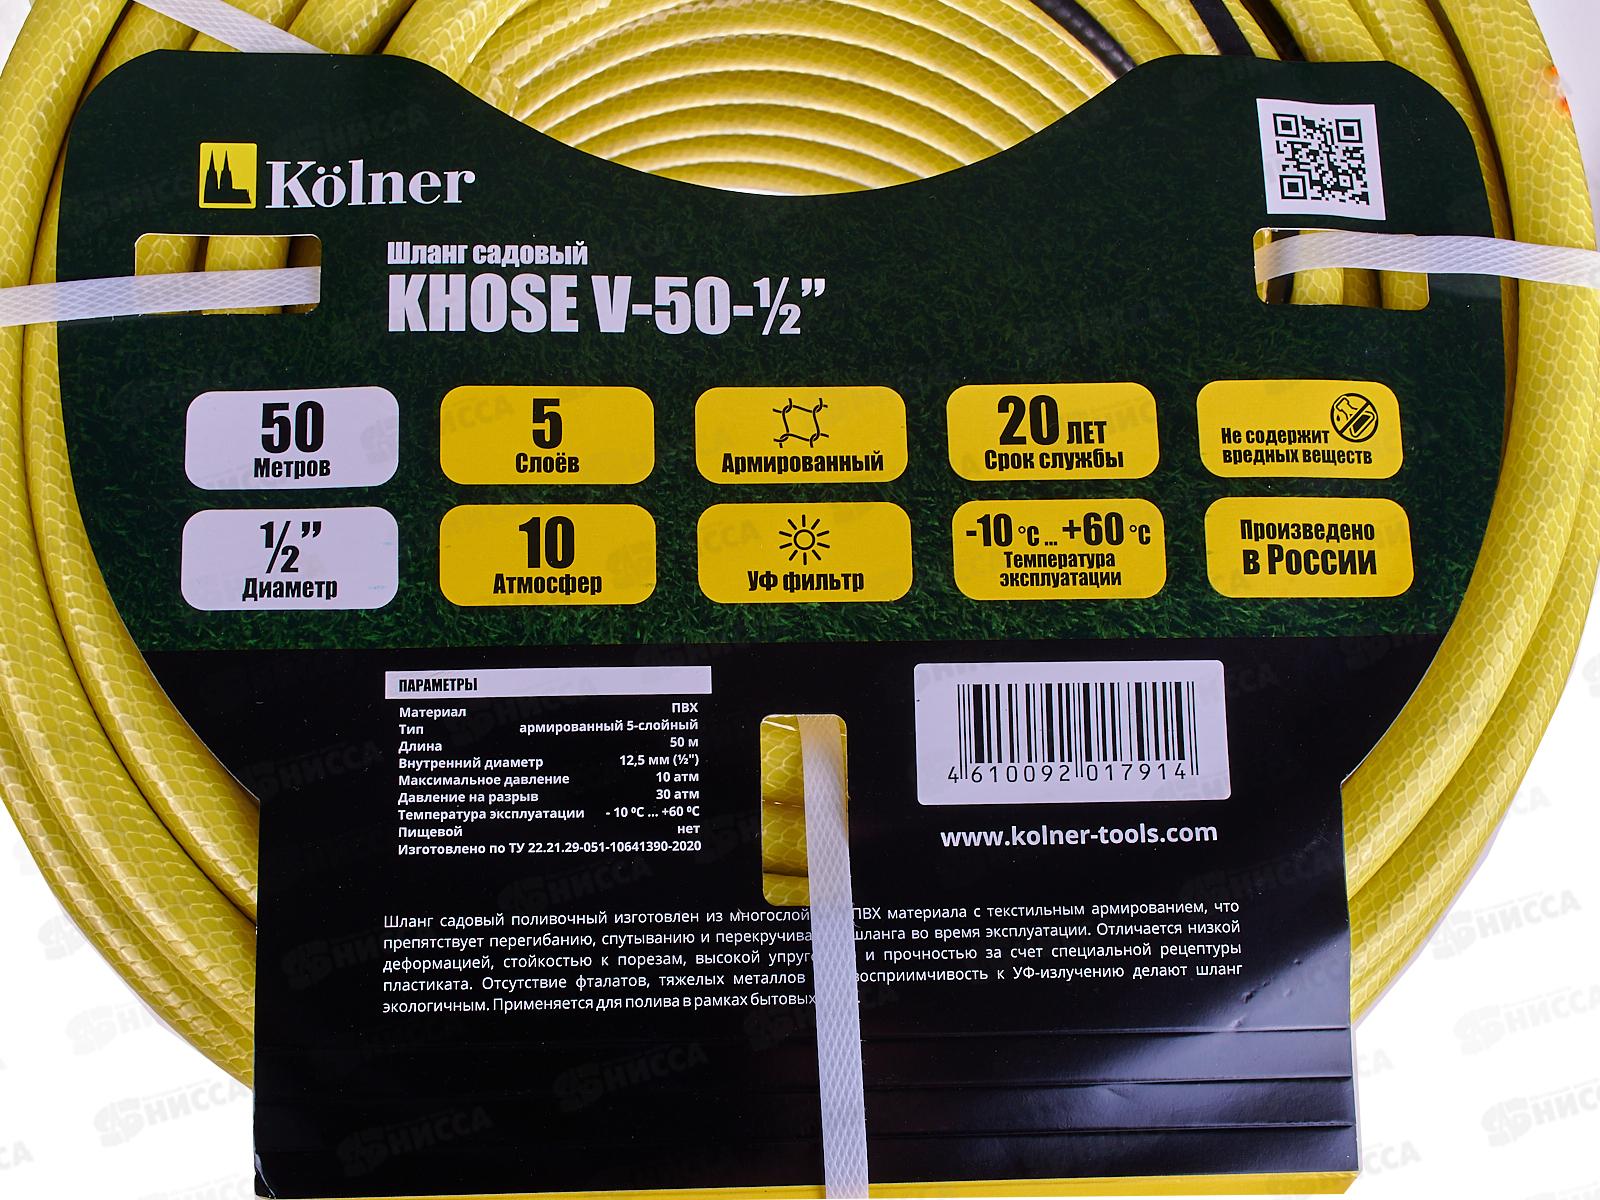 Kölner
Шланг садовый
KHOSE V-50-½”
50
Метров
5
Слоёв
Армированный
20 ЛЕТ
Срок службы
Не содержит
вредных веществ
½”
Диаметр
10
Атмосфер
УФ фильтр
-10 °C ... +60 °C
Температура
эксплуатации
Произведено
в России
ПАРАМЕТРЫ
Материал ПВХ
Тип армированный 5-слойный
Длина 50 м
Внутренний диаметр 12,5 мм (½")
Максимальное давление 10 атм
Давление на разрыв 30 атм
Температура эксплуатации - 10 ⁰C ... +60 ⁰C
Пищевой нет
Изготовлено по ТУ 22.21.29-051-10641390-2020
4 610092 017914
www.kolner-tools.com
Шланг садовый поливочный изготовлен из ПВХ материала с текстильным армированием, что
препятствует перегибанию, спутыванию и шланга во время эксплуатации. Отличается низкой
деформацией, стойкостью к порезам, высокой и прочностью за счет специальной рецептуры
пластиката. Отсутствие фталатов, тяжелых металлов к УФ-излучению делают шланг
экологичным. Применяется для полива в рамках
НИССА